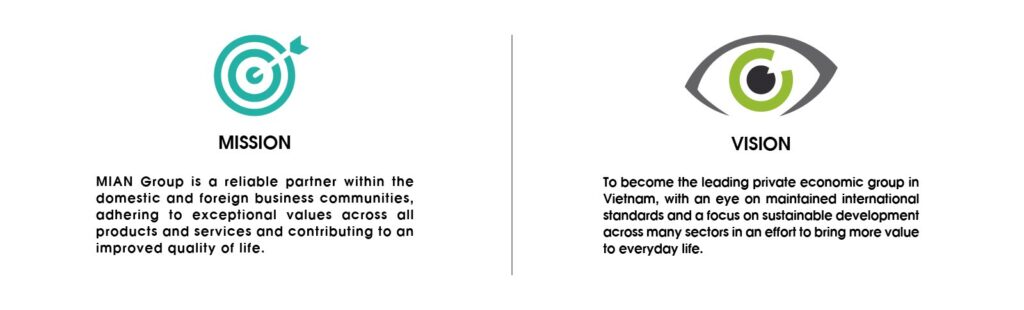 MISSION
MIAN Group is a reliable partner within the
domestic and foreign business communities,
adhering to exceptional values across all
products and services and contributing to an
improved quality of life.
VISION
To become the leading private economic group in
Vietnam, with an eye on maintained international
standards and a focus on sustainable development
across many sectors in an effort to bring more value
to everyday life.